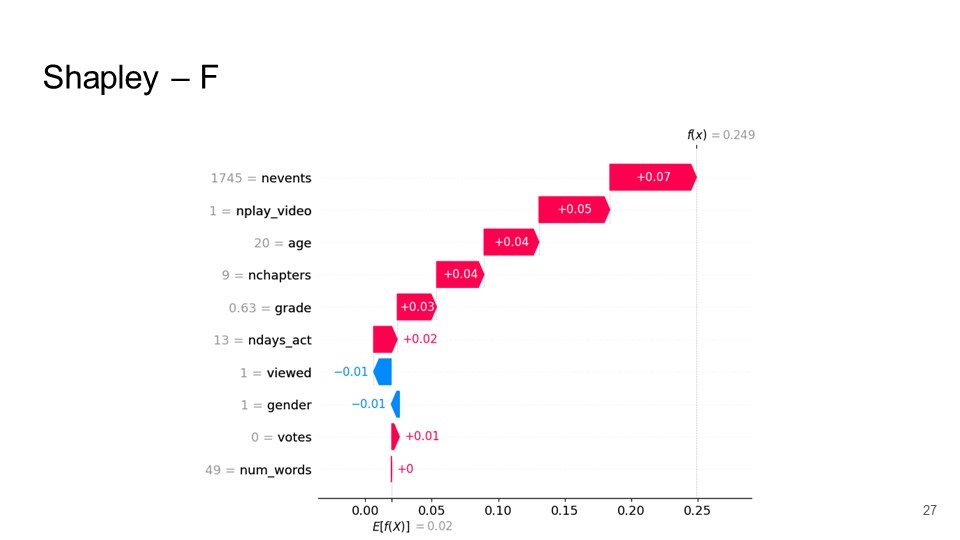 Shapley – F
f(x) = 0.249
1745 = nevents
+0.07
1 = nplay_video
+0.05
20 = age
+0.04
9 = nchapters
+0.04
0.63 = grade
+0.03
13 = ndays_act
+0.02
1 = viewed
−0.01
1 = gender
−0.01
0 = votes
+0.01
49 = num_words
+0
0.00 0.05 0.10 0.15 0.20 0.25
E[f(X)] = 0.02
27